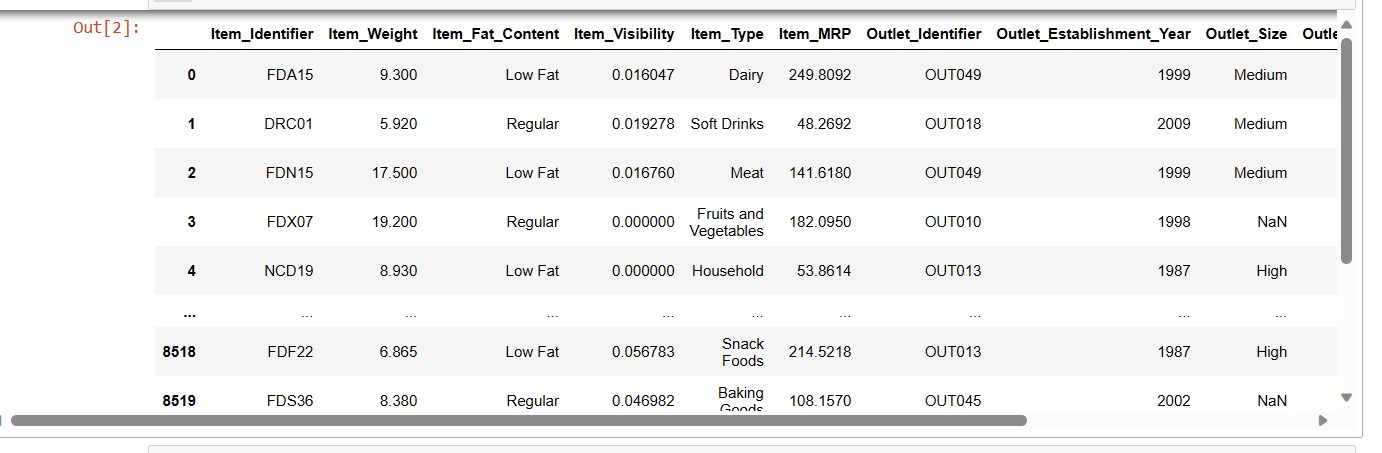 Out[2]:
Item_Identifier Item_Weight Item_Fat_Content Item_Visibility Item_Type Item_MRP Outlet_Identifier Outlet_Establishment_Year Outlet_Size Outle
0 FDA15 9.300 Low Fat 0.016047 Dairy 249.8092 OUT049 1999 Medium
1 DRC01 5.920 Regular 0.019278 Soft Drinks 48.2692 OUT018 2009 Medium
2 FDN15 17.500 Low Fat 0.016760 Meat 141.6180 OUT049 1999 Medium
3 FDX07 19.200 Regular 0.000000 Fruits and Vegetables 182.0950 OUT010 1998 NaN
4 NCD19 8.930 Low Fat 0.000000 Household 53.8614 OUT013 1987 High
... ... ... ... ... ... ... ... ... ...
8518 FDF22 6.865 Low Fat 0.056783 Snack Foods 214.5218 OUT013 1987 High
8519 FDS36 8.380 Regular 0.046982 Baking Goods 108.1570 OUT045 2002 NaN